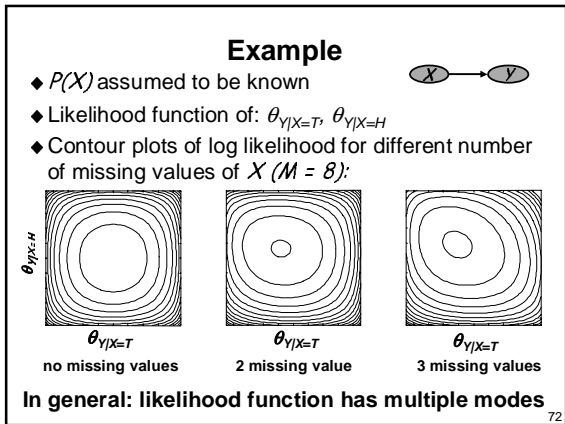 Example
X Y
◆ P(X) assumed to be known
◆ Likelihood function of: θY|X=T, θY|X=H
◆ Contour plots of log likelihood for different number
of missing values of X (M = 8):
θY|X=H
θY|X=T θY|X=T θY|X=T
no missing values 2 missing value 3 missing values
In general: likelihood function has multiple modes
72